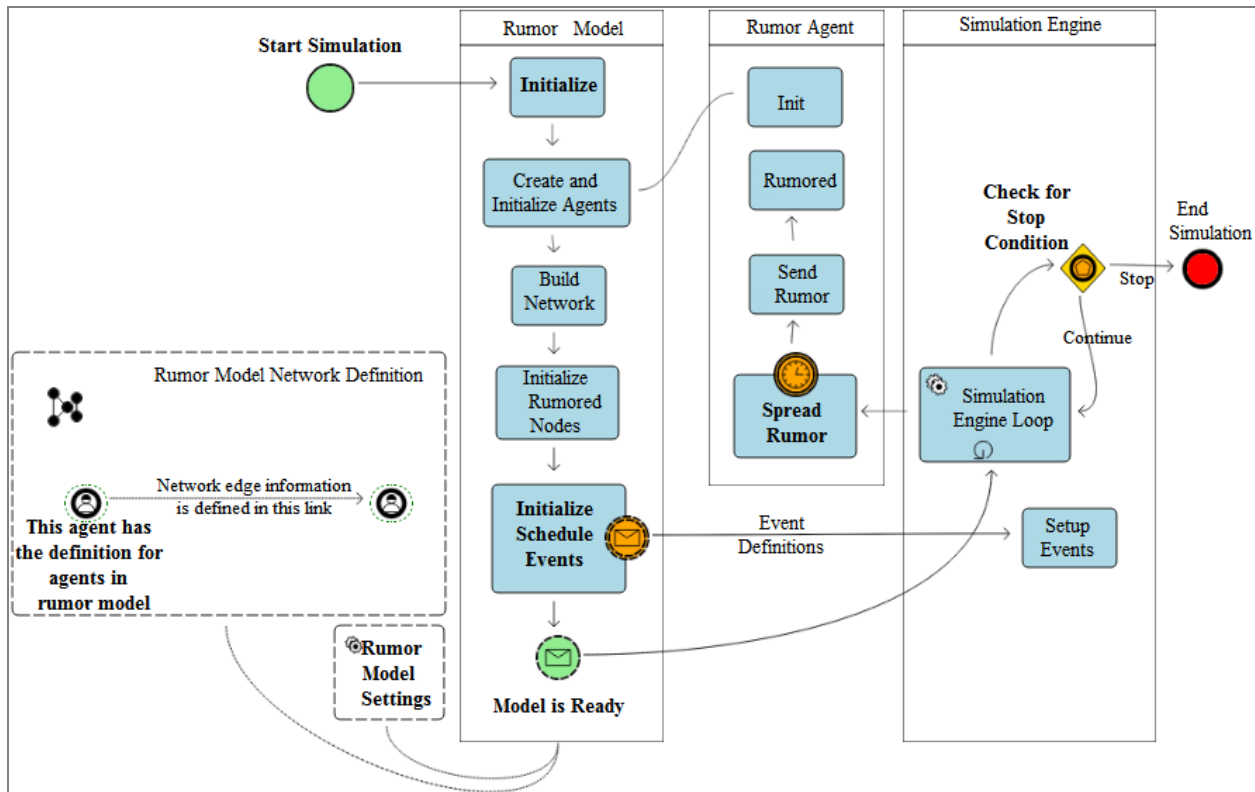 Rumor Model
Rumor Agent
Simulation Engine
Start Simulation
Initialize
Create and
Initialize Agents
Build
Network
Initialize
Rumored
Nodes
Initialize
Schedule
Events
Model is Ready
Init
Rumored
Send
Rumor
Spread
Rumor
Check for
Stop
Condition
End
Simulation
Stop
Continue
Simulation
Engine Loop
Event
Definitions
Setup
Events
Rumor Model Network Definition
Network edge information
is defined in this link
This agent has
the definition for
agents in
rumor model
Rumor
Model
Settings